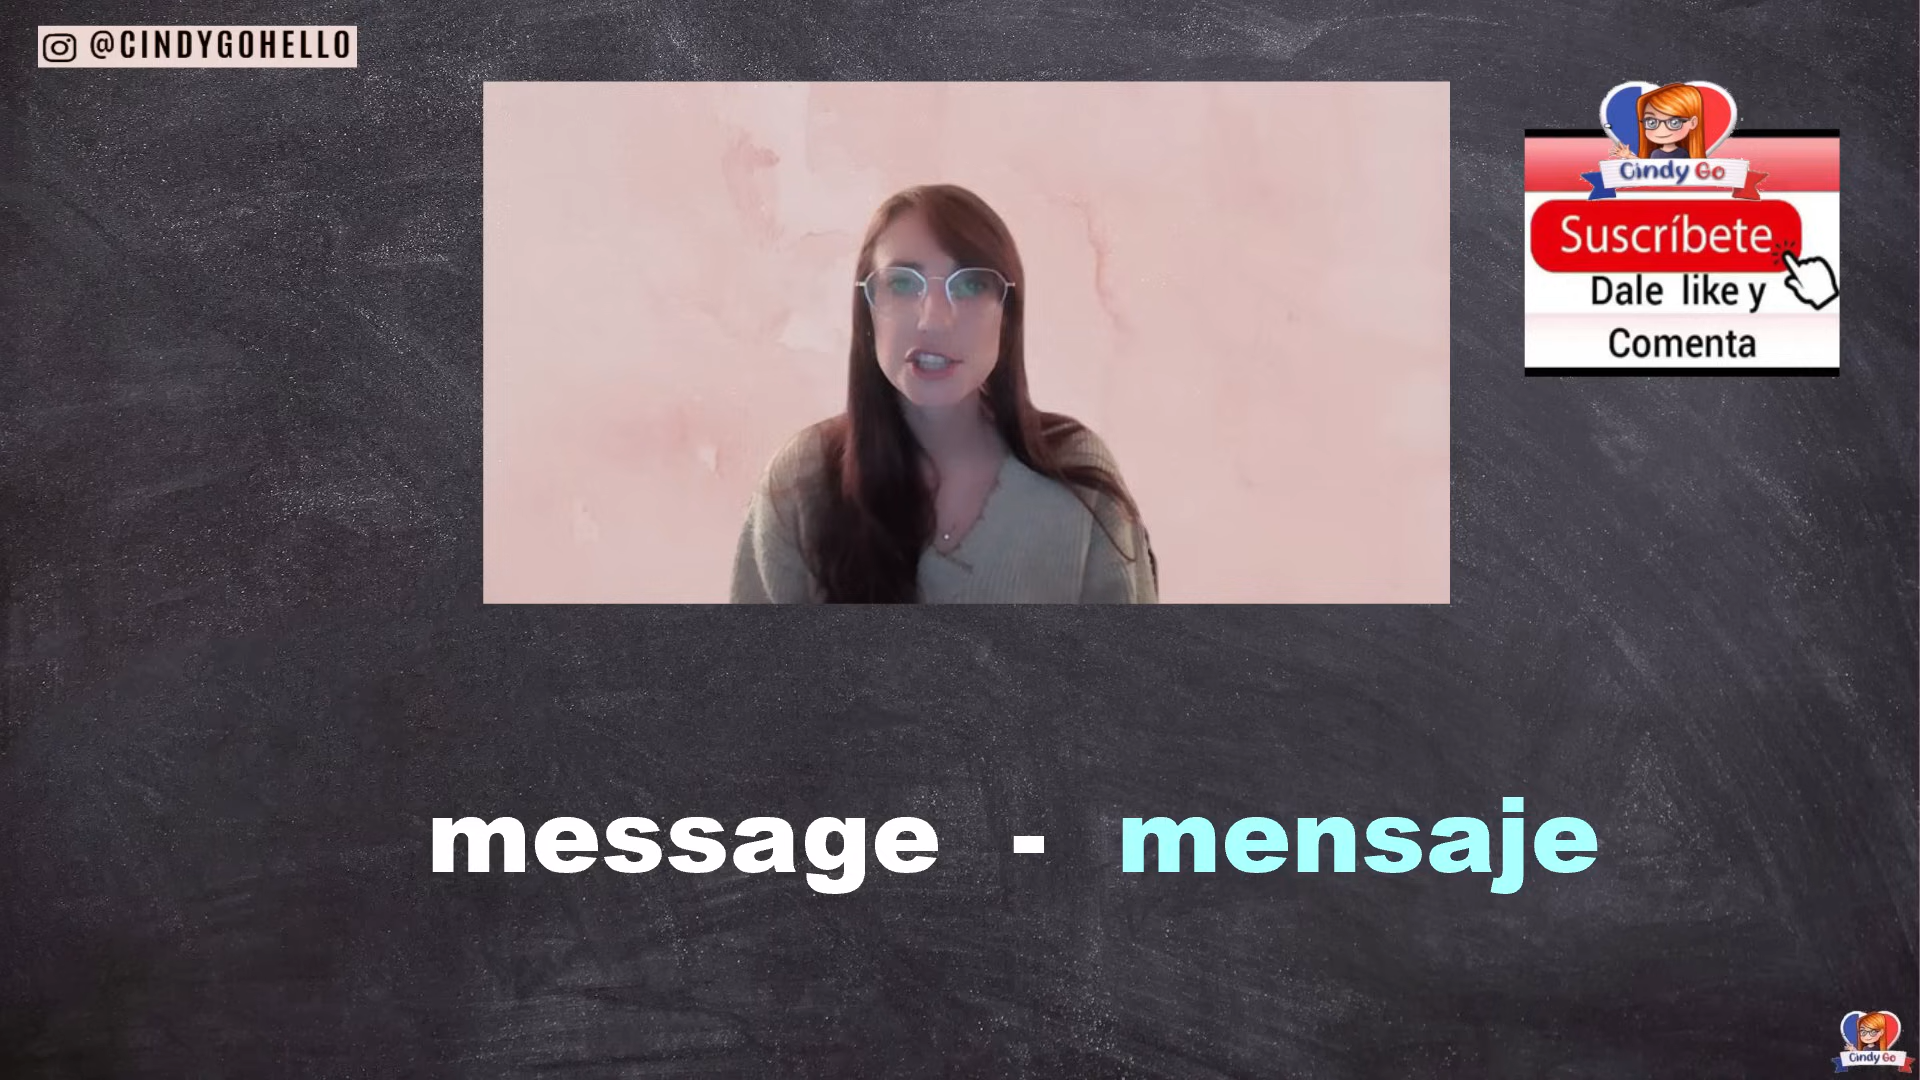 @CINDYGOHELLO
Cindy Go
Suscríbete
Dale like y
Comenta
message - mensaje
Cindy Go